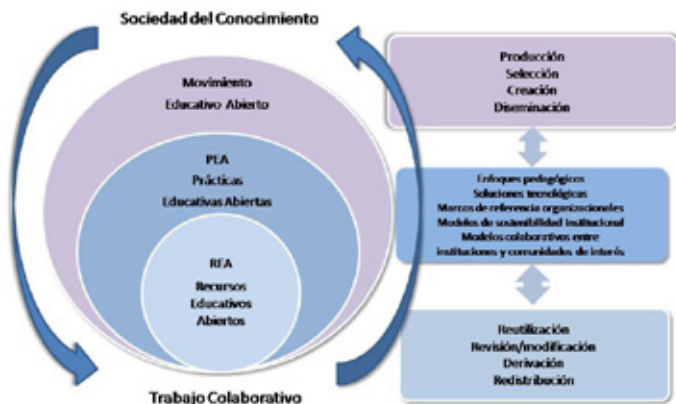 Sociedad del Conocimiento
Movimiento
Educativo Abierto
PEA
Prácticas
Educativas Abiertas
REA
Recursos
Educativos
Abiertos
Trabajo Colaborativo
Producción
Selección
Creación
Diseminación
Enfoques pedagógicos
Soluciones tecnológicas
Marcos de referencia organizacionales
Modelos de sostenibilidad institucional
Modelos colaborativos entre
instituciones y comunidades de interés
Reutilización
Revisión/modificación
Derivación
Redistribución